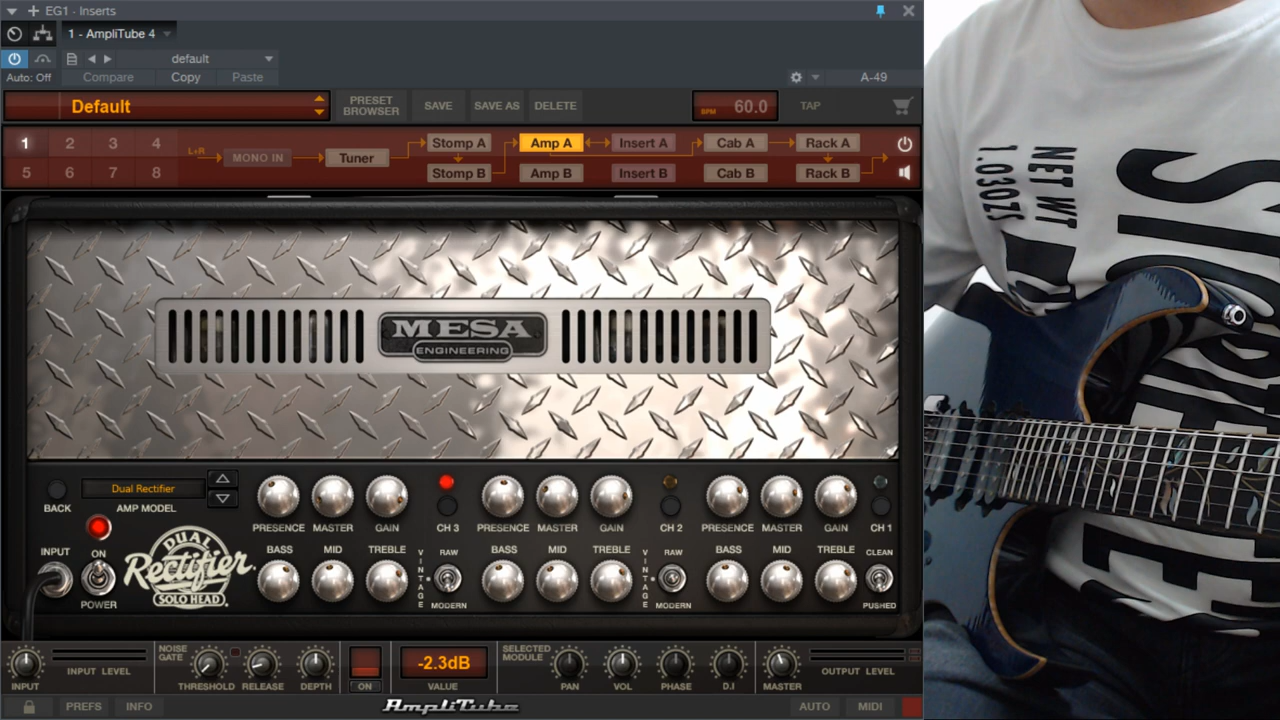 EG1 - Inserts
1 - AmpliTube 4
default
Auto: Off
Compare
Copy
Paste
A-49
Default
PRESET BROWSER
SAVE
SAVE AS
DELETE
BPM 60.0
TAP
1 2 3 4
5 6 7 8
L+R
MONO IN
Tuner
Stomp A
Amp A
Insert A
Cab A
Rack A
Stomp B
Amp B
Insert B
Cab B
Rack B
MESA
ENGINEERING
BACK
Dual Rectifier
AMP MODEL
PRESENCE MASTER GAIN
CH 3
PRESENCE MASTER GAIN
CH 2
PRESENCE MASTER GAIN
CH 1
INPUT
ON
POWER
DUAL
Rectifier
SOLO HEAD
BASS MID TREBLE
VINTAGE
RAW
MODERN
BASS MID TREBLE
VINTAGE
RAW
MODERN
BASS MID TREBLE
CLEAN
PUSHED
INPUT
INPUT LEVEL
NOISE GATE
THRESHOLD
RELEASE
DEPTH
ON
-2.3dB
VALUE
SELECTED MODULE
PAN
VOL
PHASE
D.I
MASTER
OUTPUT LEVEL
PREFS
INFO
AmpliTube
AUTO
MIDI
NET WT
1.03OZS